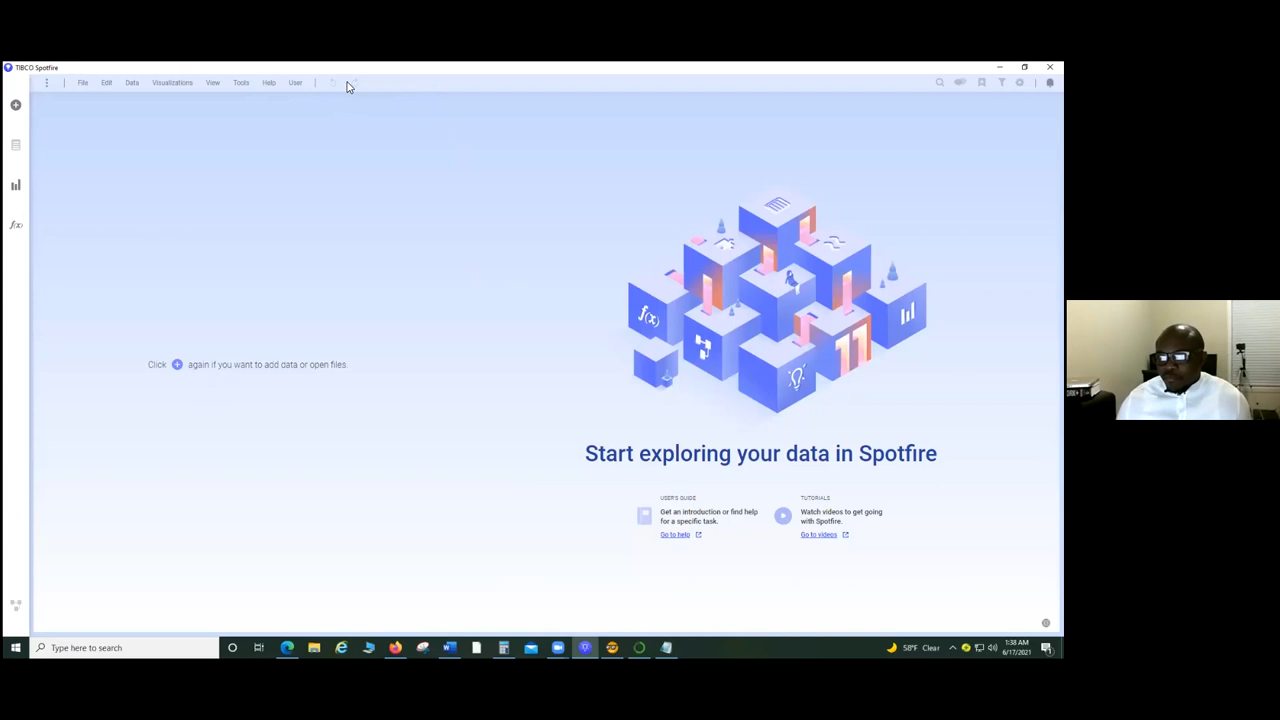 TIBCO Spotfire
File Edit Data Visualizations View Tools Help User
f(x)
f(x)
11
Click + again if you want to add data or open files.
Start exploring your data in Spotfire
USER'S GUIDE
Get an introduction or find help
for a specific task.
Go to help
TUTORIALS
Watch videos to get going
with Spotfire.
Go to videos
Type here to search
58°F Clear
1:38 AM
6/17/2021